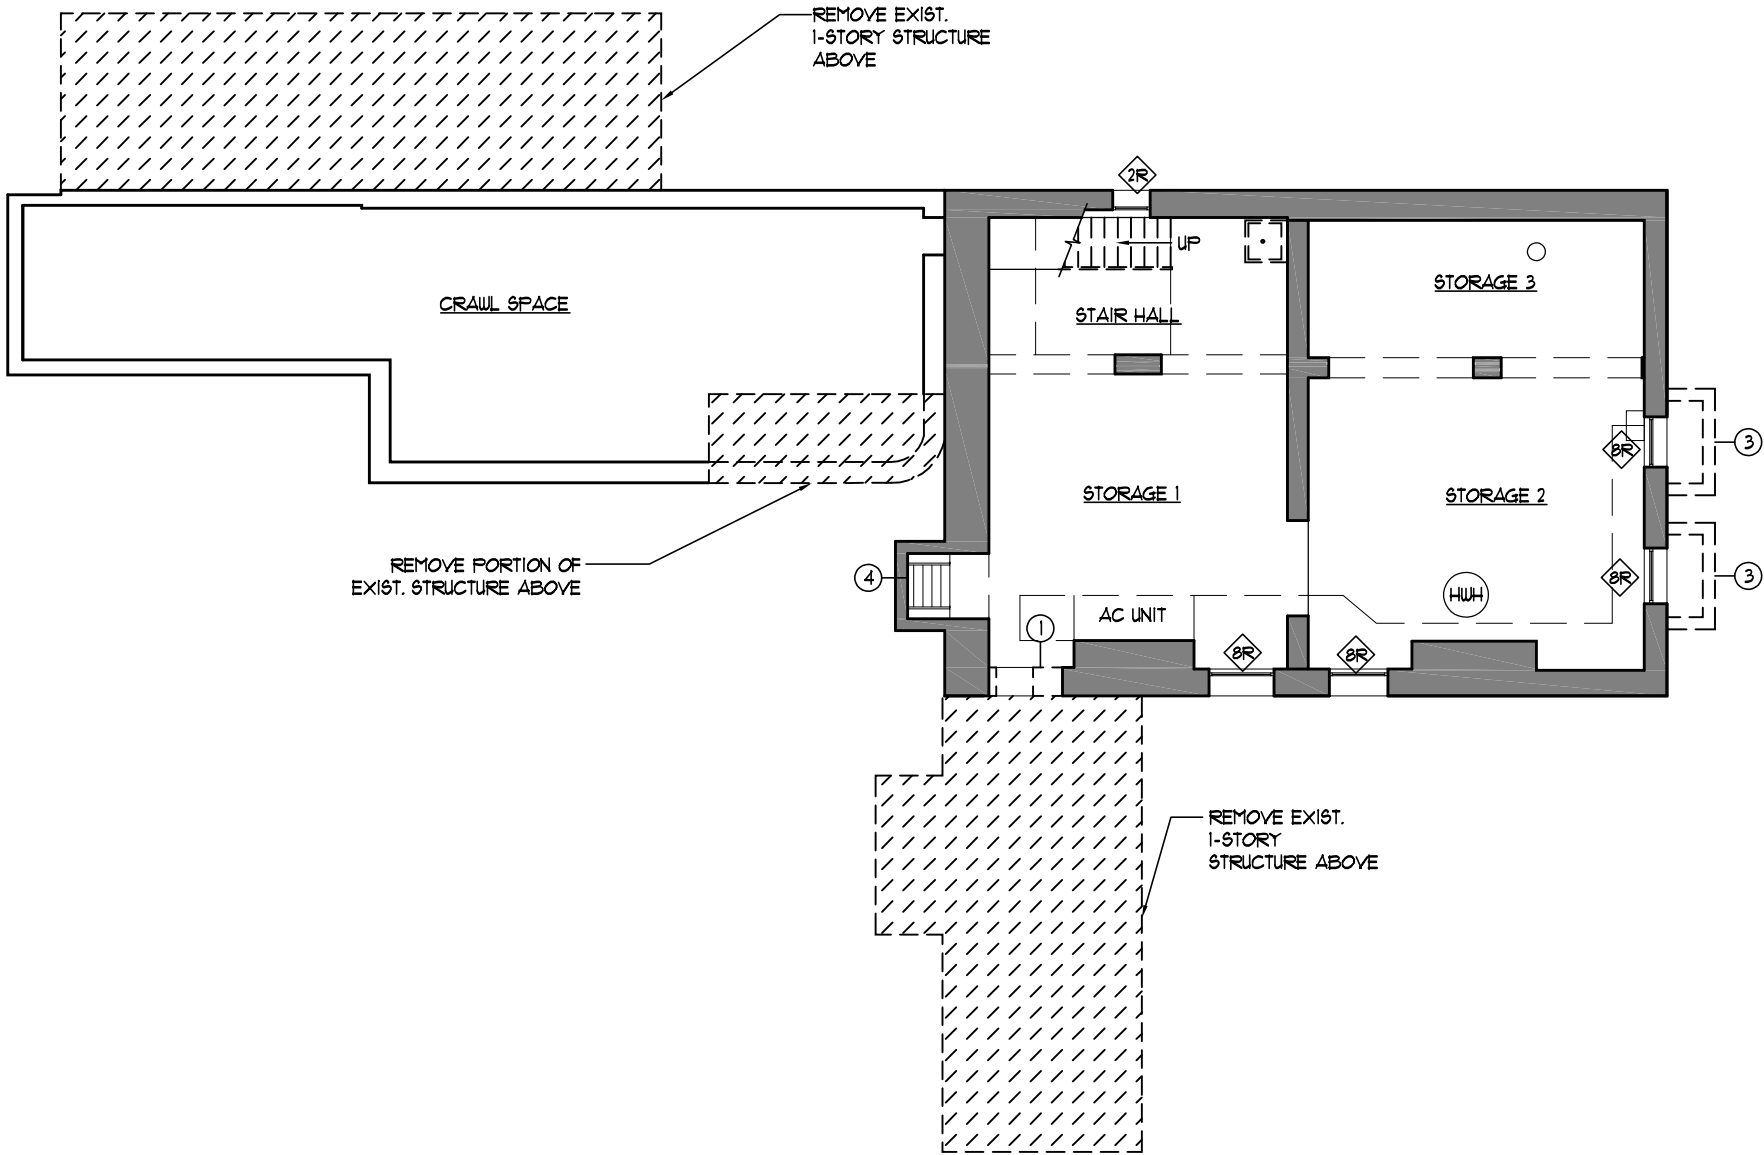 REMOVE EXIST.
1-STORY STRUCTURE
ABOVE
2R
UP
STORAGE 3
CRAWL SPACE
STAIR HALL
3
8R
STORAGE 1
STORAGE 2
REMOVE PORTION OF
EXIST. STRUCTURE ABOVE
4
8R
3
HWH
AC UNIT
1
8R
8R
REMOVE EXIST.
1-STORY
STRUCTURE ABOVE